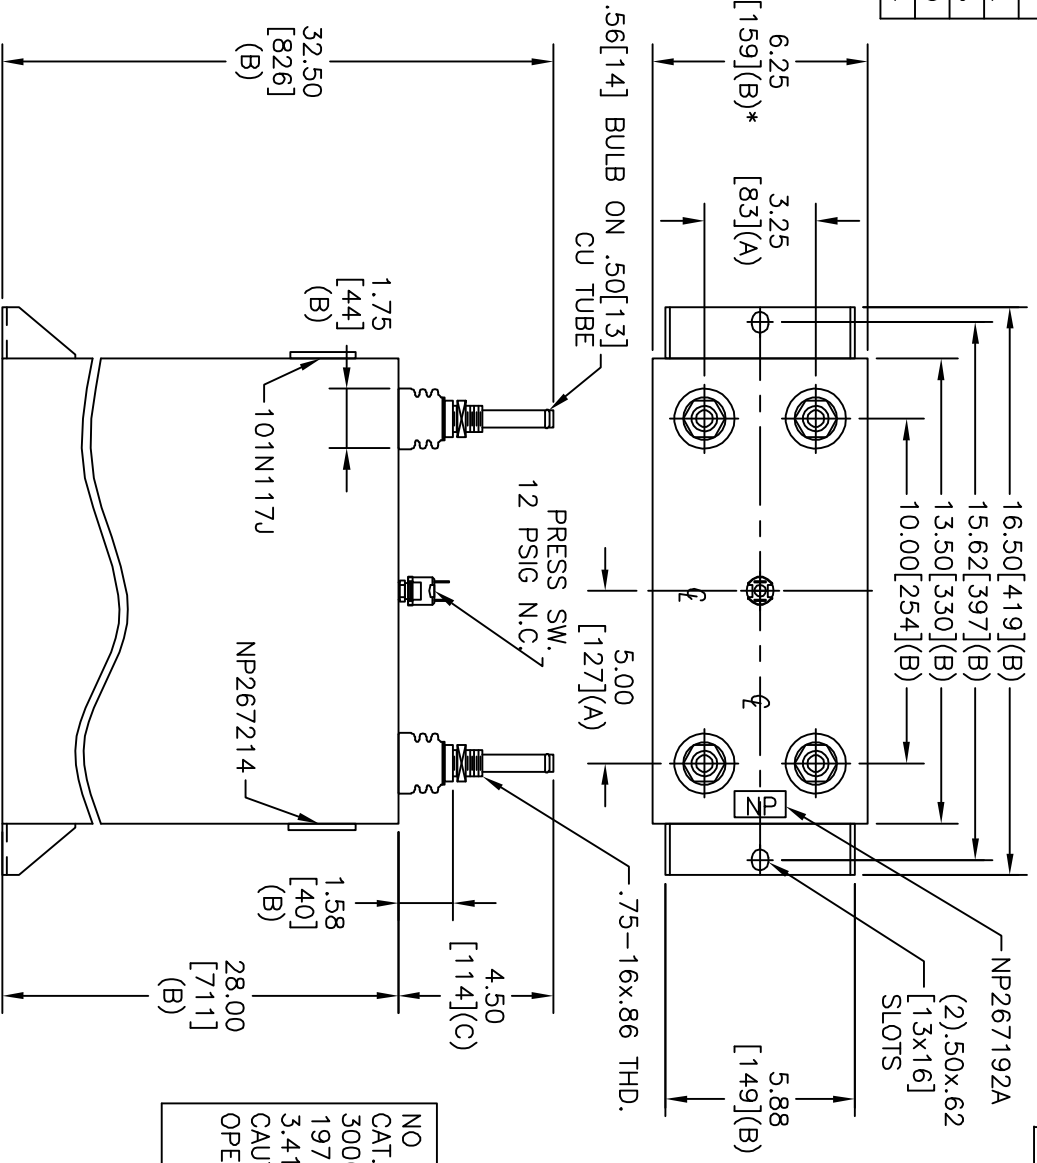 16.50[419](B)
15.62[397](B)
13.50[330](B)
10.00[254](B)
6.25
[159](B)*
3.25
[83](A)
NP267192A
(2).50x.62
[13x16]
SLOTS
5.88
[149](B)
NP
℄
℄
5.00
[127](A)
.56[14] BULB ON .50[13]
CU TUBE
PRESS SW.
12 PSIG N.C.
.75-16x.86 THD.
32.50
[826]
(B)
1.75
[44]
(B)
101N117J
NP267214
1.58
[40]
(B)
4.50
[114](C)
28.00
[711]
(B)
NO
CAT.
300
197
3.41
CAU
OPE